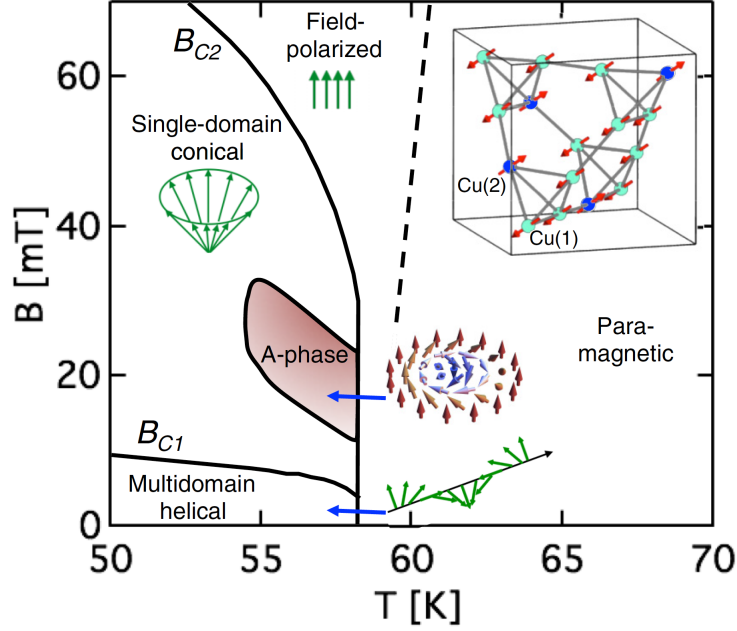 B_C2
Field-
polarized
Single-domain
conical
Cu(2)
Cu(1)
A-phase
Para-
magnetic
B_C1
Multidomain
helical
B [mT]
60
40
20
0
50
55
60
65
70
T [K]